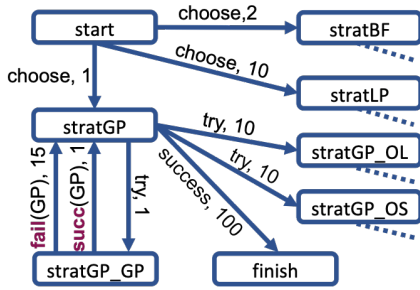 start
choose,2
stratBF
choose, 1
choose, 10
stratLP
stratGP
try, 10
stratGP_OL
try, 10
stratGP_OS
fail(GP), 15
succ(GP), 1
try,1
success, 100
stratGP_GP
finish